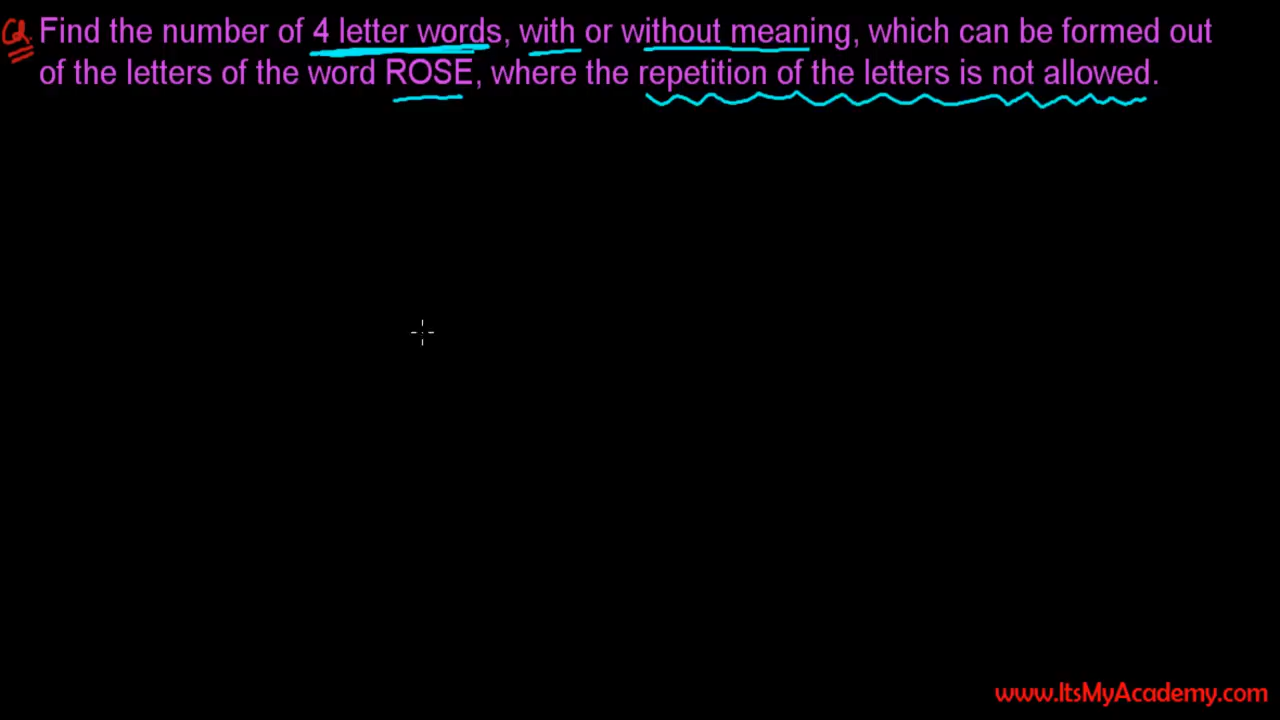 Q. Find the number of 4 letter words, with or without meaning, which can be formed out
of the letters of the word ROSE, where the repetition of the letters is not allowed.
www.ItsMyAcademy.com